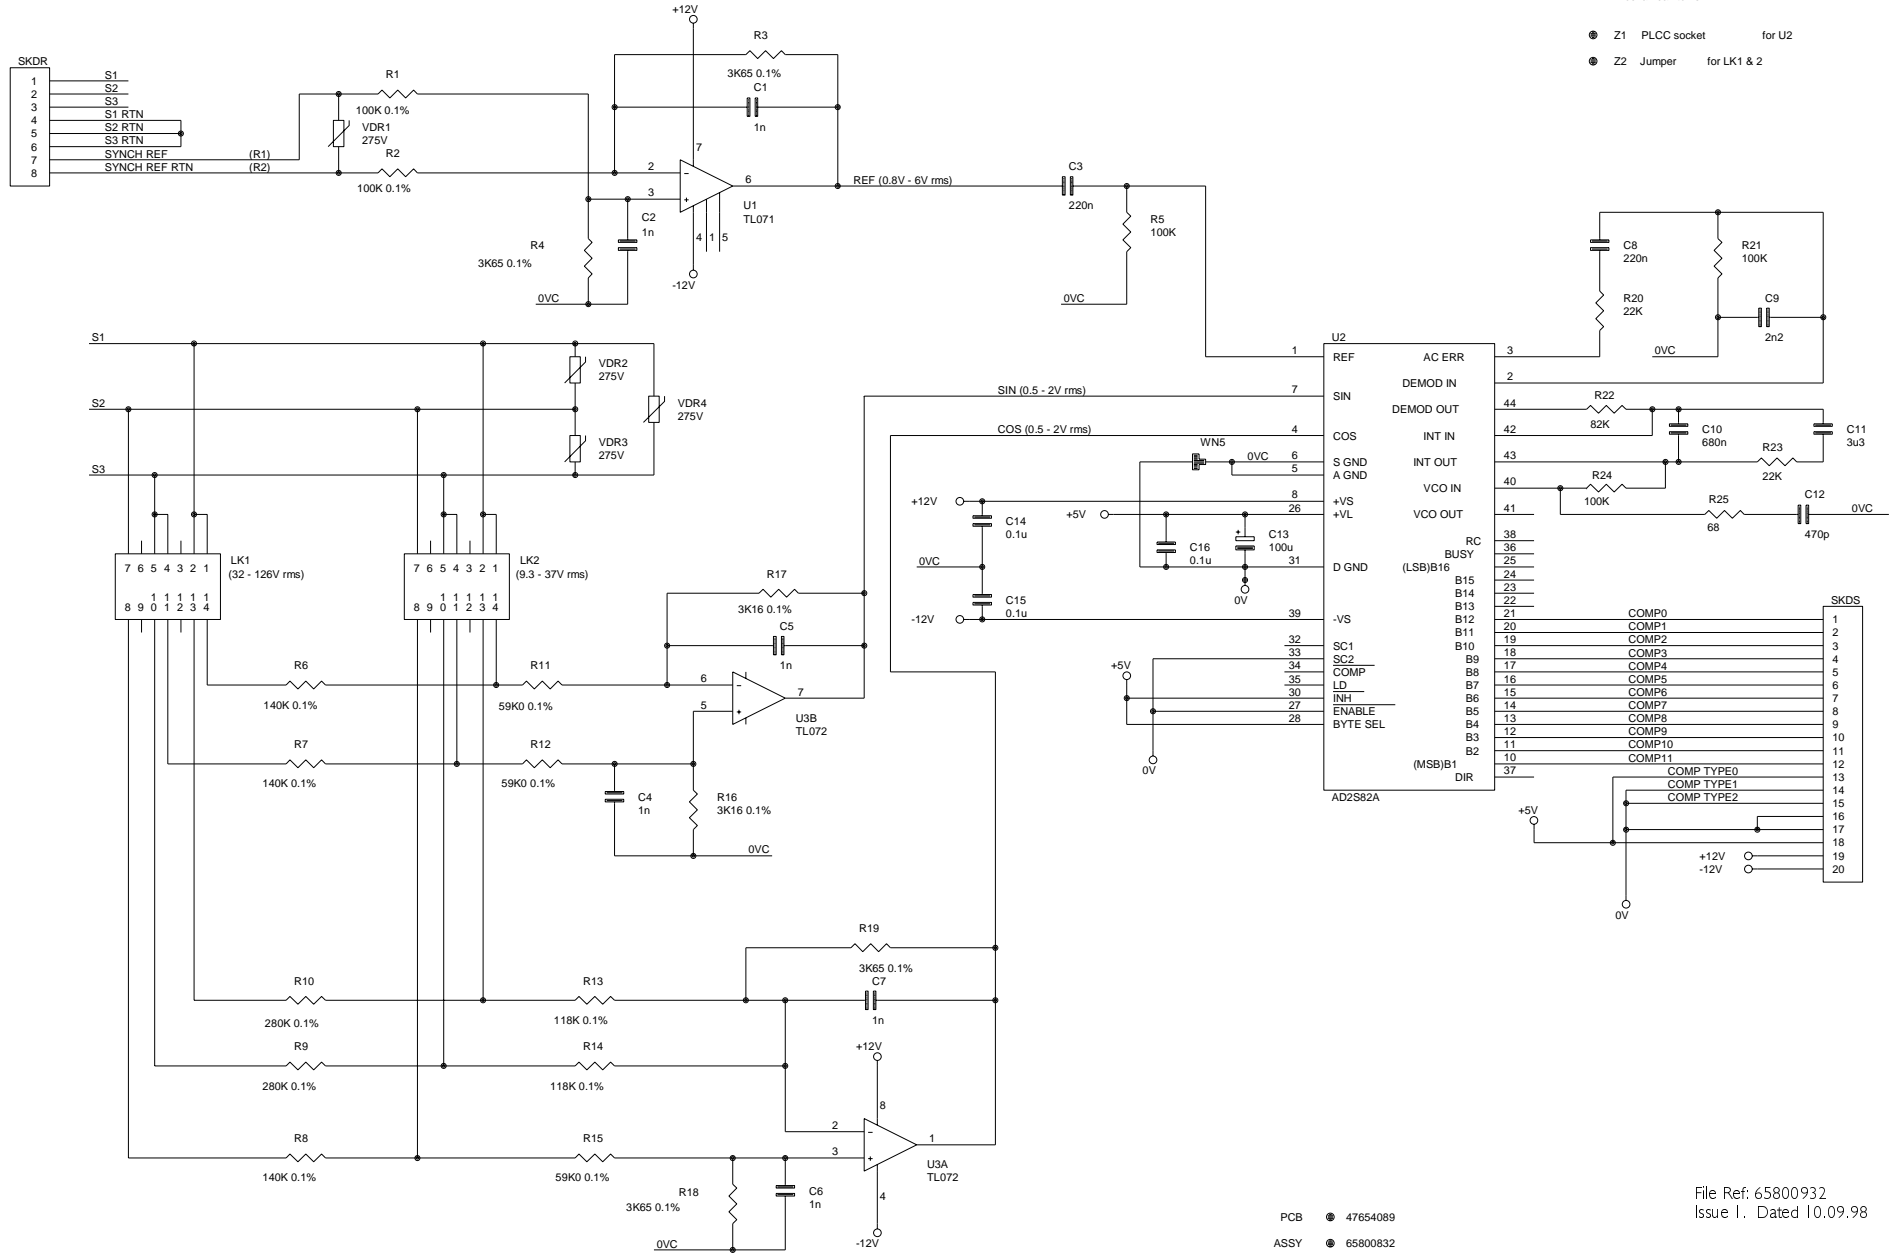 +12V
Z1 PLCC socket for U2
Z2 Jumper for LK1 & 2
SKDR
1 S1
2 S2
3 S3
4 S1 RTN
5 S2 RTN
6 S3 RTN
7 SYNCH REF (R1)
8 SYNCH REF RTN (R2)
R1
100K 0.1%
VDR1
275V
R2
100K 0.1%
R3
3K65 0.1%
C1
1n
7
2
3
6
-
+
U1
TL071
4 1 5
-12V
C2
1n
R4
3K65 0.1%
0VC
REF (0.8V - 6V rms)
C3
220n
R5
100K
0VC
C8
220n
R20
22K
R21
100K
C9
2n2
0VC
S1
S2
S3
VDR2
275V
VDR3
275V
VDR4
275V
LK1
(32 - 126V rms)
7 6 5 4 3 2 1
8 9 10 11 12 13 14
LK2
(9.3 - 37V rms)
7 6 5 4 3 2 1
8 9 10 11 12 13 14
SIN (0.5 - 2V rms)
COS (0.5 - 2V rms)
WN5
0VC
+12V
C14
0.1u
0VC
C15
0.1u
-12V
+5V
C16
0.1u
+
C13
100u
0V
+5V
0V
U2
1 REF
7 SIN
4 COS
6 S GND
5 A GND
8 +VS
26 +VL
31 D GND
39 -VS
32 SC1
33 SC2
34 COMP
35 LD
30 INH
27 ENABLE
28 BYTE SEL
AC ERR 3
DEMOD IN 2
DEMOD OUT 44
INT IN 42
INT OUT 43
VCO IN 40
VCO OUT 41
RC 38
BUSY 36
(LSB)B16 25
B15 24
B14 23
B13 22
B12 21
B11 20
B10 19
B9 18
B8 17
B7 16
B6 15
B5 14
B4 13
B3 12
B2 11
(MSB)B1 10
DIR 37
AD2S82A
R22
82K
C10
680n
C11
3u3
R23
22K
R24
100K
R25
68
C12
470p
0VC
SKDS
COMP0 1
COMP1 2
COMP2 3
COMP3 4
COMP4 5
COMP5 6
COMP6 7
COMP7 8
COMP8 9
COMP9 10
COMP10 11
COMP11 12
COMP TYPE0 13
COMP TYPE1 14
COMP TYPE2 15
16
17
18
+12V 19
-12V 20
+5V
0V
R17
3K16 0.1%
C5
1n
R6
140K 0.1%
R11
59K0 0.1%
6
5
7
-
+
U3B
TL072
R7
140K 0.1%
R12
59K0 0.1%
C4
1n
R16
3K16 0.1%
0VC
R19
3K65 0.1%
C7
1n
R10
280K 0.1%
R13
118K 0.1%
R9
280K 0.1%
R14
118K 0.1%
+12V
8
2
3
1
-
+
U3A
TL072
4
-12V
R8
140K 0.1%
R15
59K0 0.1%
R18
3K65 0.1%
C6
1n
0VC
File Ref: 65800932
Issue 1. Dated 10.09.98
PCB 47654089
ASSY 65800832